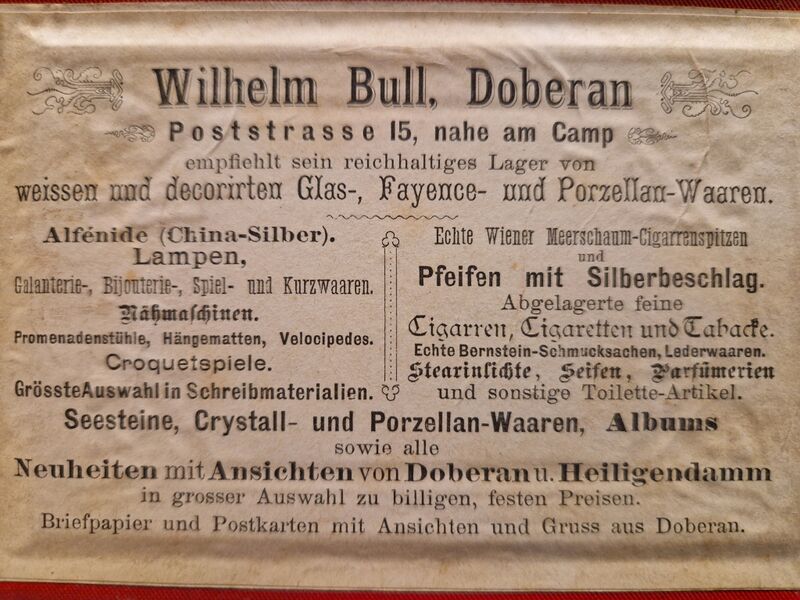 Wilhelm Bull, Doberan
Poststrasse 15, nahe am Camp
empfiehlt sein reichhaltiges Lager von
weissen und decorirten Glas-, Fayence- und Porzellan-Waaren.
Alfénide (China-Silber).
Lampen,
Galanterie-, Bijouterie-, Spiel- und Kurzwaaren.
Nähmaschinen.
Promenadenstühle, Hängematten, Velocipedes.
Croquetspiele.
Grösste Auswahl in Schreibmaterialien.
Echte Wiener Meerschaum-Cigarrenspitzen
und
Pfeifen mit Silberbeschlag.
Abgelagerte feine
Cigarren, Cigaretten und Tabacke.
Echte Bernstein-Schmucksachen, Lederwaaren.
Stearinlichte, Seifen, Parfümerien
und sonstige Toilette-Artikel.
Seesteine, Crystall- und Porzellan-Waaren, Albums
sowie alle
Neuheiten mit Ansichten von Doberan u. Heiligendamm
in grosser Auswahl zu billigen, festen Preisen.
Briefpapier und Postkarten mit Ansichten und Gruss aus Doberan.